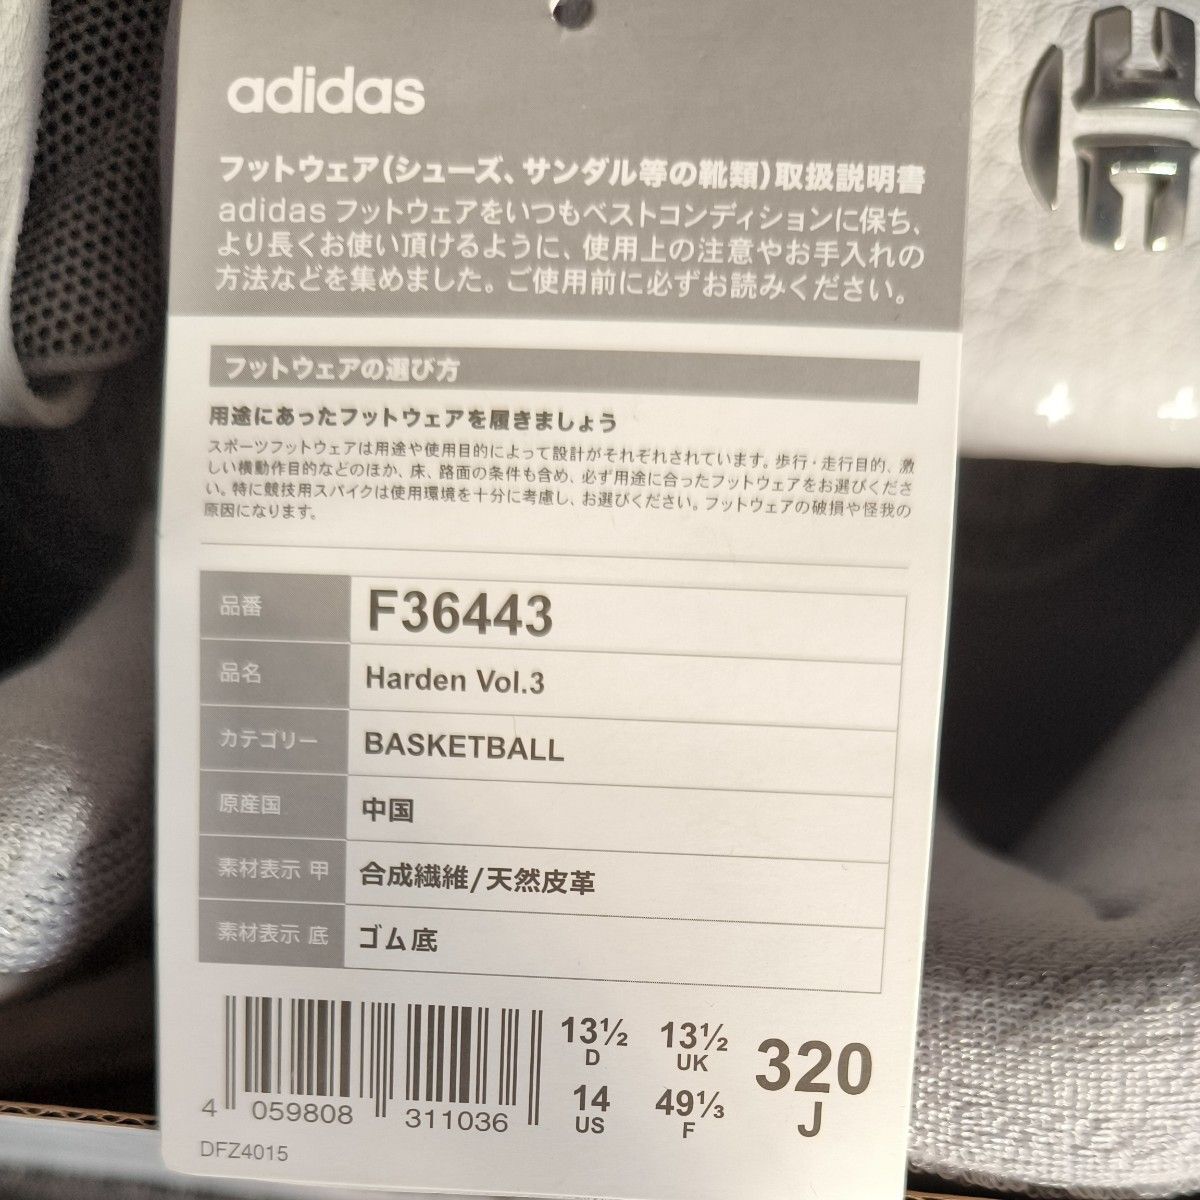 adidas
フットウェア(シューズ、サンダル等の靴類)取扱説明書
adidas フットウェアをいつもベストコンディションに保ち、
より長くお使い頂けるように、使用上の注意やお手入れの
方法などを集めました。ご使用前に必ずお読みください。
フットウェアの選び方
用途にあったフットウェアを履きましょう
スポーツフットウェアは用途や使用目的によって設計がそれぞれされています。歩行・走行目的、激
しい横動作目的などのほか、床、路面の条件も含め、必ず用途に合ったフットウェアをお選びくださ
い。特に競技用スパイクは使用環境を十分に考慮し、お選びください。フットウェアの破損や怪我の
原因になります。
品番 F36443
品名 Harden Vol.3
カテゴリー BASKETBALL
原産国 中国
素材表示 甲 合成繊維/天然皮革
素材表示 底 ゴム底
13½ D 13½ UK 320 J
14 US 49⅓ F
4 059808 311036
DFZ4015